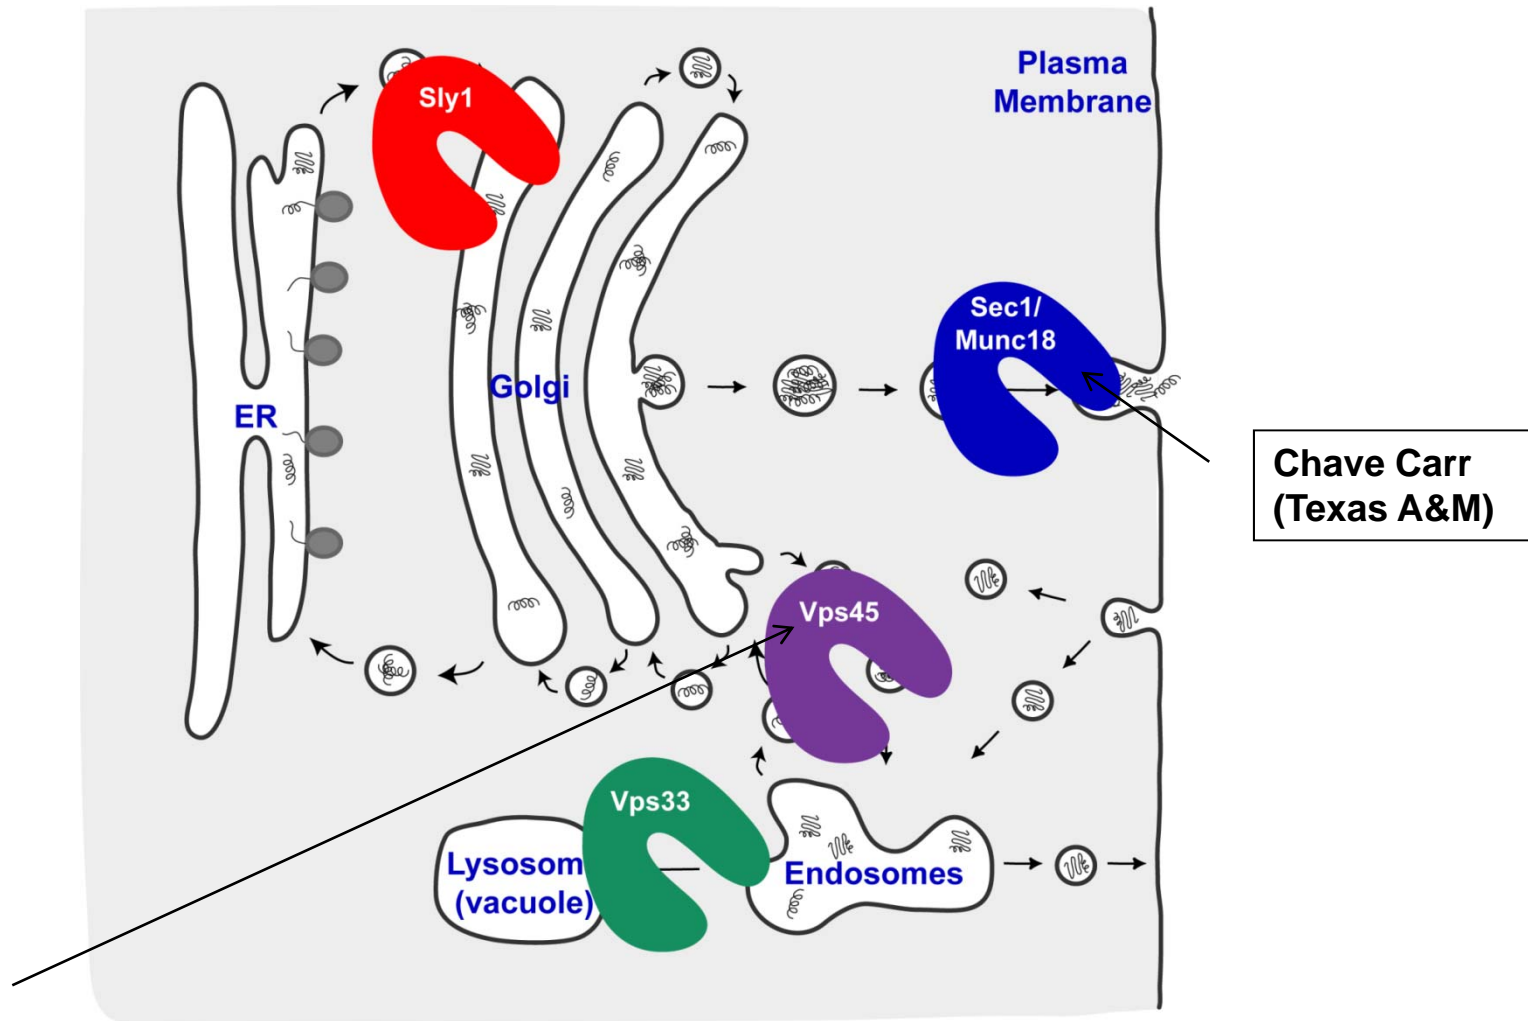 Plasma
Membrane
Sly1
Sec1/
Munc18
Golgi
ER
Chave Carr
(Texas A&M)
Vps45
Vps33
Lysosom
(vacuole)
Endosomes